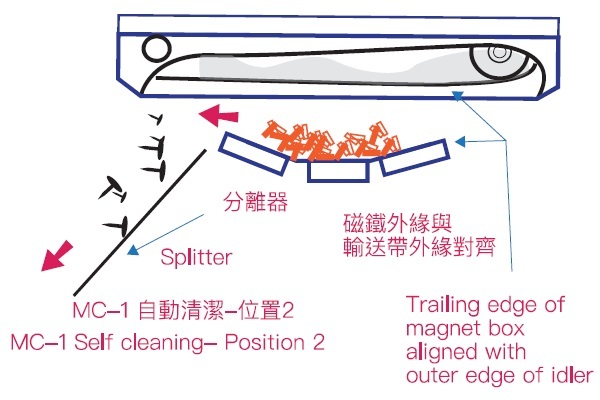 分離器
Splitter
磁鐵外緣與
輸送帶外緣對齊
MC–1 自動清潔–位置2
MC–1 Self cleaning– Position 2
Trailing edge of
magnet box
aligned with
outer edge of idler